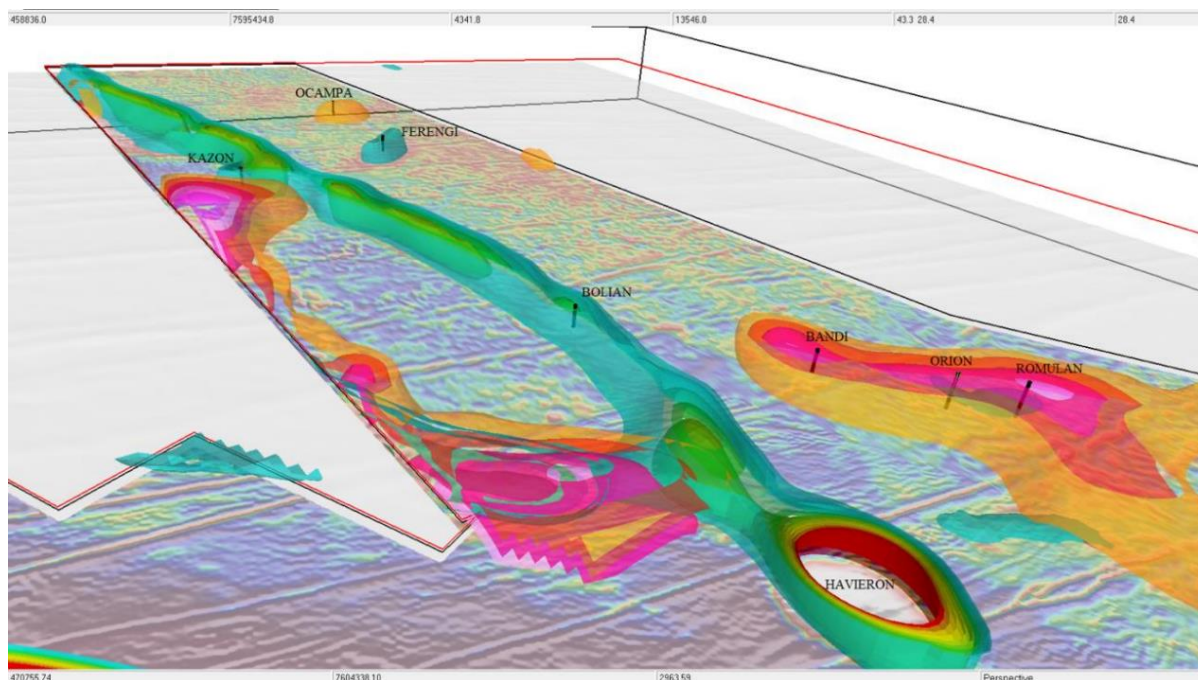 458836.0 7595434.8 4341.8 13546.0 43.3 28.4 28.4
OCAMPA
FERENGI
KAZON
BOLIAN
BANDI
ORION
ROMULAN
HAVIERON
470755.74 7604338.10 2963.59 Perspective